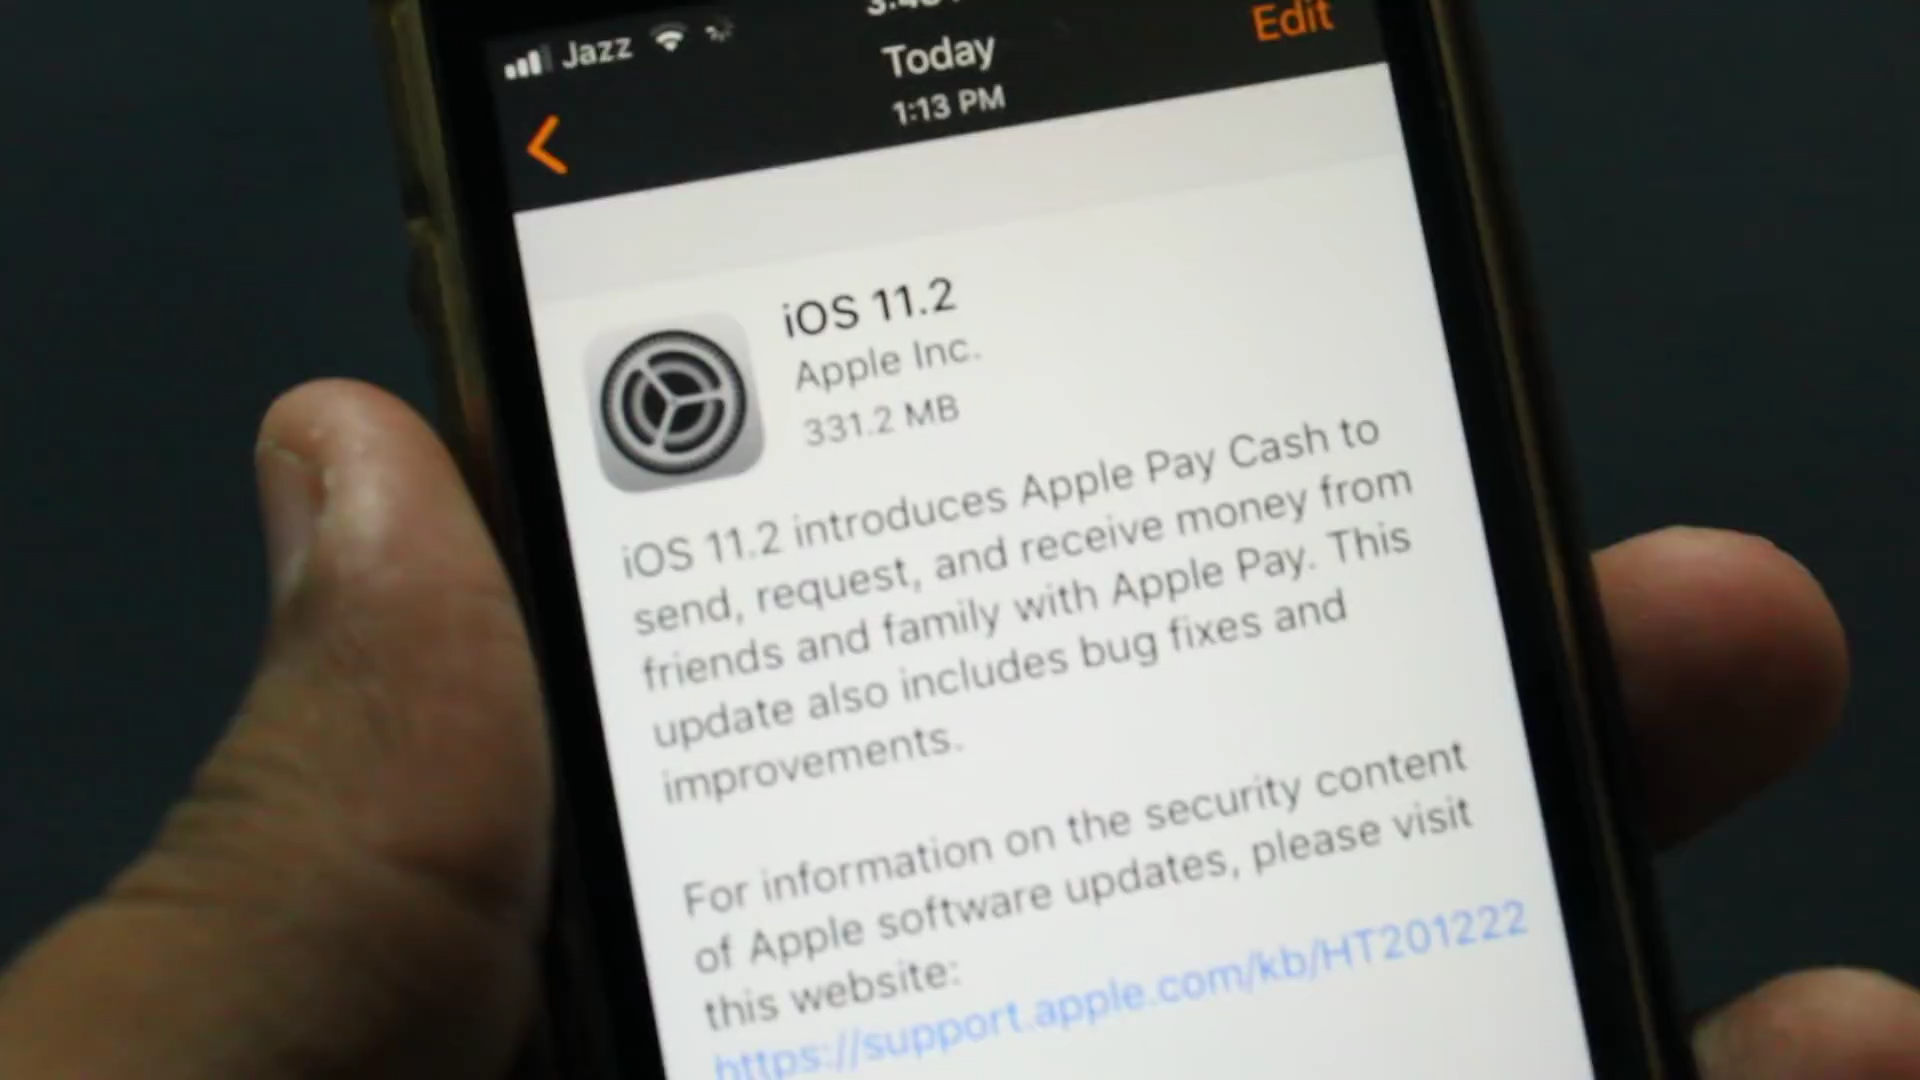 Jazz
Today
Edit
1:13 PM
iOS 11.2
Apple Inc.
331.2 MB
iOS 11.2 introduces Apple Pay Cash to
send, request, and receive money from
friends and family with Apple Pay. This
update also includes bug fixes and
improvements.
For information on the security content
of Apple software updates, please visit
this website:
https://support.apple.com/kb/HT201222